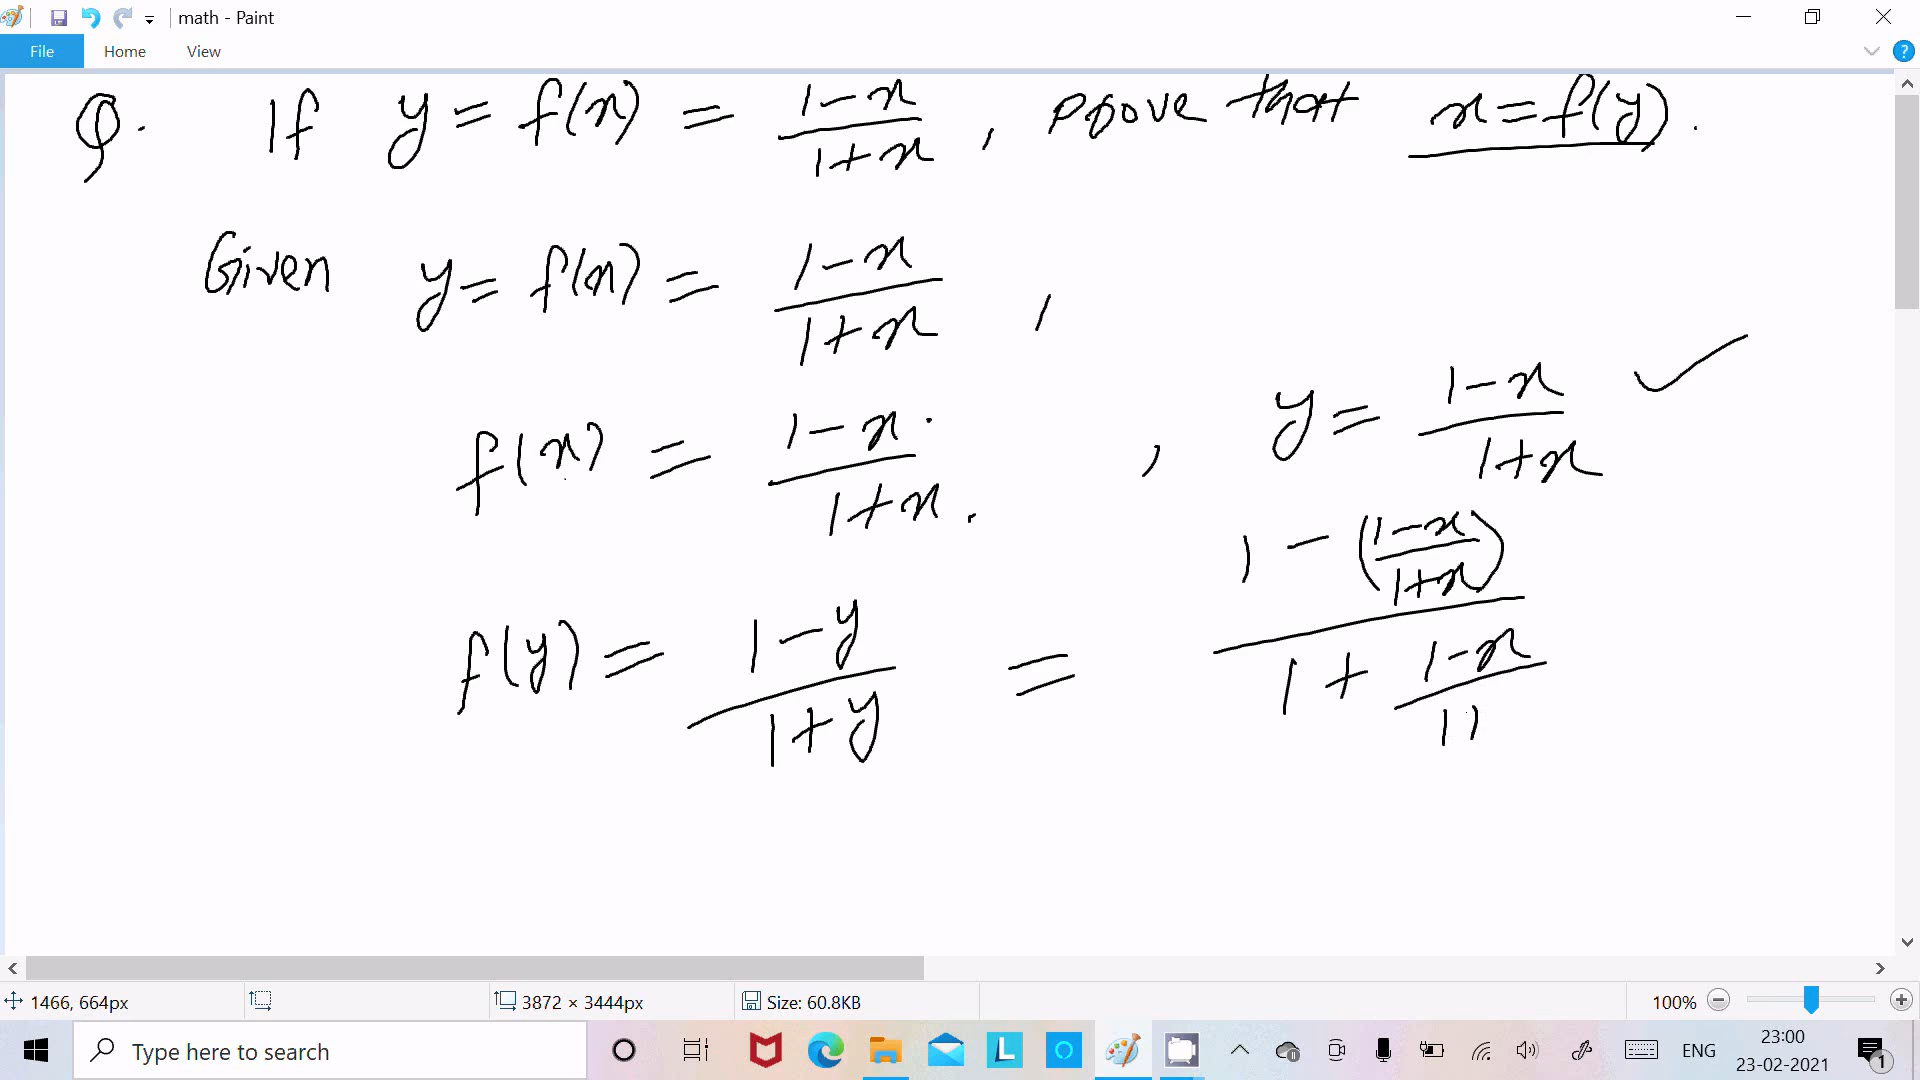 math - Paint
File Home View
Q. If y = f(x) = (1-x)/(1+x), prove that x = f(y).
Given y = f(x) = (1-x)/(1+x),
f(x) = (1-x)/(1+x). , y = (1-x)/(1+x) ✓
f(y) = (1-y)/(1+y) = (1-((1-x)/(1+x)))/(1+(1-x)/1
1466, 664px 3872 × 3444px Size: 60.8KB 100%
Type here to search ENG 23:00
23-02-2021 1